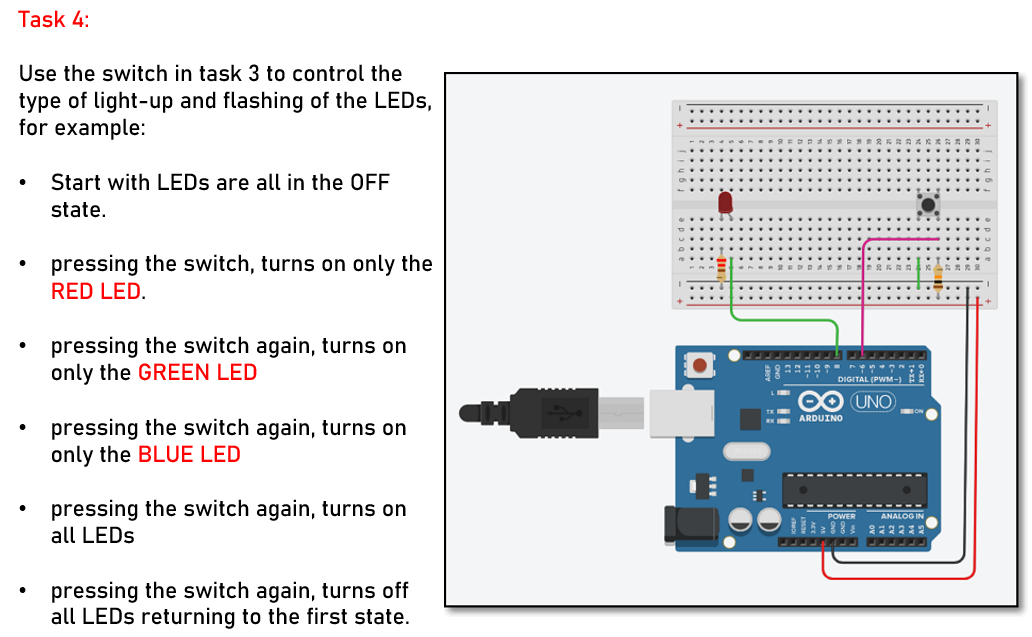 Task 4:
Use the switch in task 3 to control the
type of light-up and flashing of the LEDs,
for example:
• Start with LEDs are all in the OFF
state.
• pressing the switch, turns on only the
RED LED.
• pressing the switch again, turns on
only the GREEN LED
• pressing the switch again, turns on
only the BLUE LED
• pressing the switch again, turns on
all LEDs
• pressing the switch again, turns off
all LEDs returning to the first state.
AREF GND 13 12 ~11 ~10 ~9 8 7 ~6 ~5 4 ~3 2 TX→1 RX←0
DIGITAL (PWM~)
L
TX
RX
UNO
ARDUINO
ON
POWER
ANALOG IN
IOREF RESET 3.3V 5V GND GND Vin A0 A1 A2 A3 A4 A5